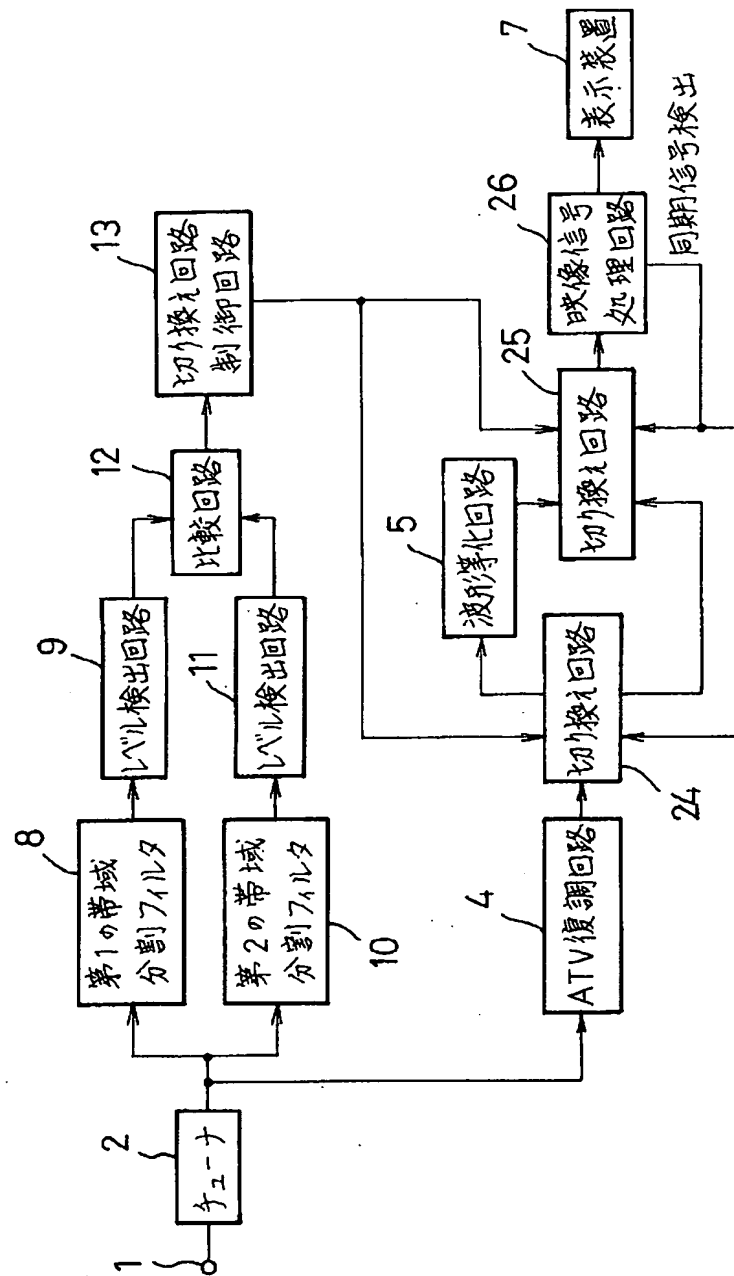 1
2
チューナ
8
第1の帯域
分割フィルタ
9
レベル検出回路
第2の帯域
分割フィルタ
10
11
レベル検出回路
12
比較回路
13
切り換え回路
制御回路
4
ATV復調回路
切り換え回路
24
5
波形等化回路
25
切り換え回路
26
映像信号
処理回路
7
表示装置
同期信号検出